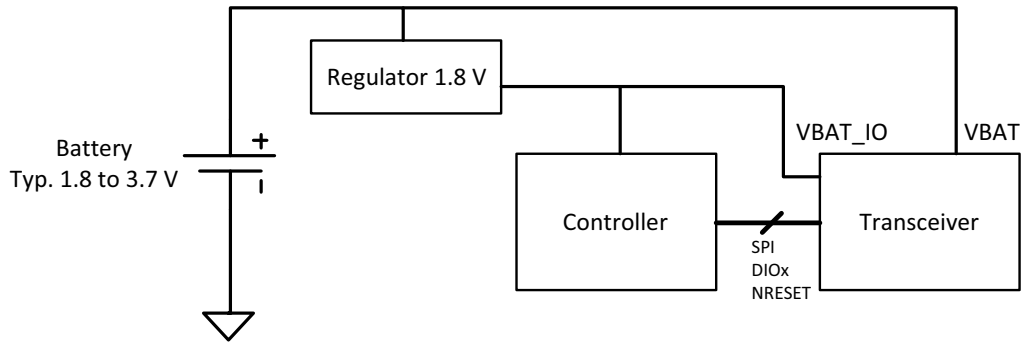 Regulator 1.8 V
VBAT_IO
VBAT
Battery
Typ. 1.8 to 3.7 V
+
Controller
Transceiver
SPI
DIOx
NRESET